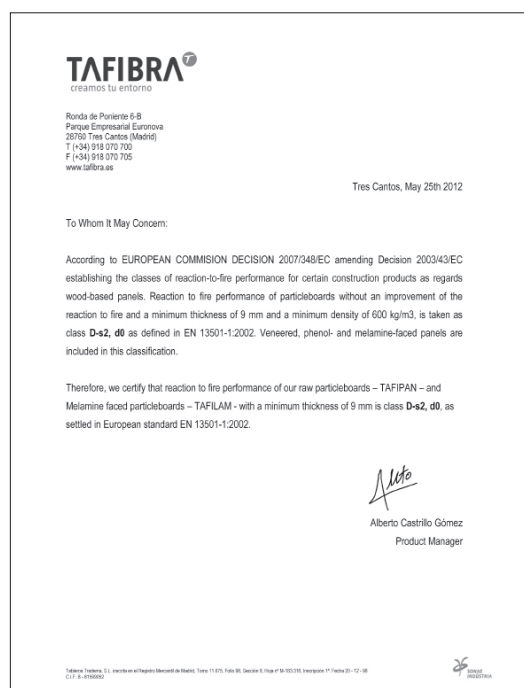 TAFIBRA
creamos tu entorno
Ronda de Poniente 6-B
Parque Empresarial Euronova
28760 Tres Cantos (Madrid)
T (+34) 918 070 700
F (+34) 918 070 705
www.tafibra.es
Tres Cantos, May 25th 2012
To Whom It May Concern:
According to EUROPEAN COMMISION DECISION 2007/348/EC amending Decision 2003/43/EC
establishing the classes of reaction-to-fire performance for certain construction products as regards
wood-based panels. Reaction to fire performance of particleboards without an improvement of the
reaction to fire and a minimum thickness of 9 mm and a minimum density of 600 kg/m3, is taken as
class D-s2, d0 as defined in EN 13501-1:2002. Veneered, phenol- and melamine-faced panels are
included in this classification.
Therefore, we certify that reaction to fire performance of our raw particleboards – TAFIPAN – and
Melamine faced particleboards – TAFILAM - with a minimum thickness of 9 mm is class D-s2, d0, as
settled in European standard EN 13501-1:2002.
Alberto Castrillo Gómez
Product Manager
SONAE
INDÚSTRIA